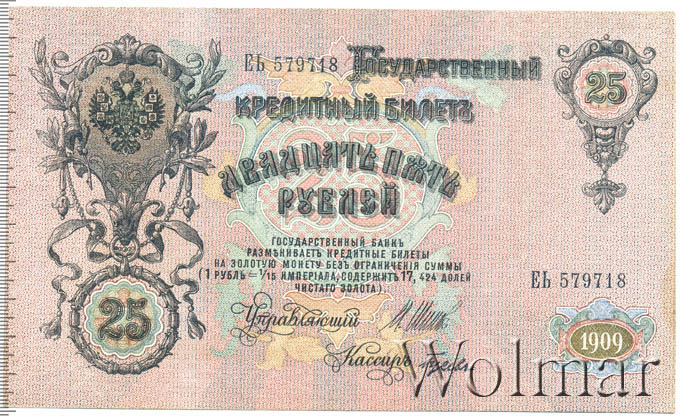 ЕЬ 579718 Государственный
25
Кредитный Билетъ
Двадцать пять
рублей
ГОСУДАРСТВЕННЫЙ БАНКЪ
РАЗМѢНИВАЕТЪ КРЕДИТНЫЕ БИЛЕТЫ
НА ЗОЛОТУЮ МОНЕТУ БЕЗЪ ОГРАНИЧЕНІЯ СУММЫ
(1 РУБЛЬ = 1/15 ИМПЕРІАЛА, СОДЕРЖИТЪ 17,424 ДОЛЕЙ
ЧИСТАГО ЗОЛОТА).
ЕЬ 579718
25
Управляющій
Кассиръ
1909
Wolmar